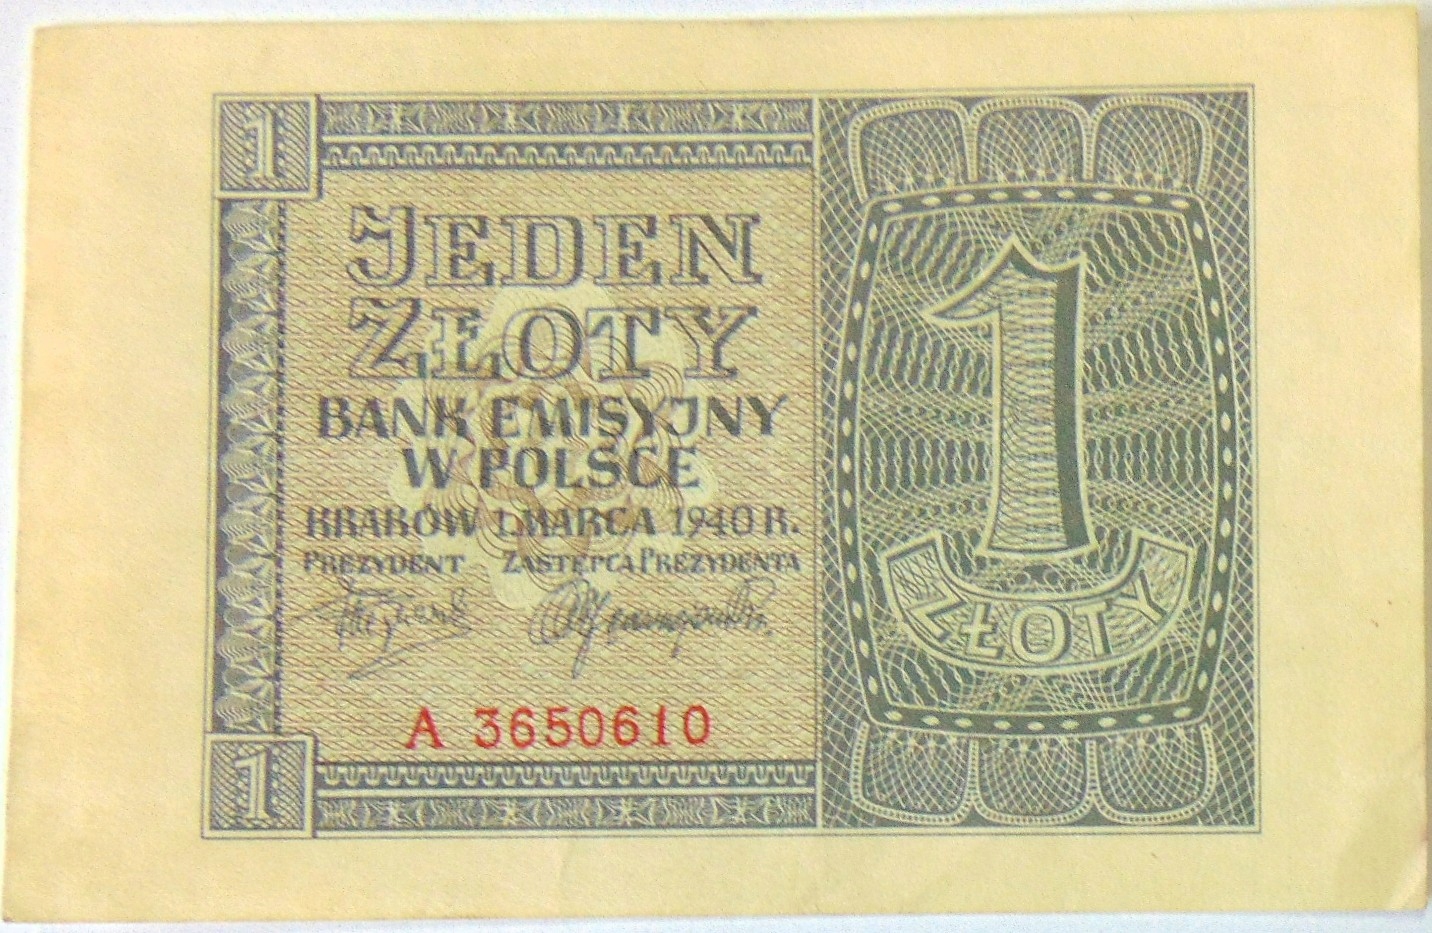 1
JEDEN
ZŁOTY
BANK EMISYJNY
W POLSCE
KRAKÓW 1. MARCA 1940 R.
PREZYDENT ZASTĘPCA PREZYDENTA
A 3650610
1
1
ZŁOTY